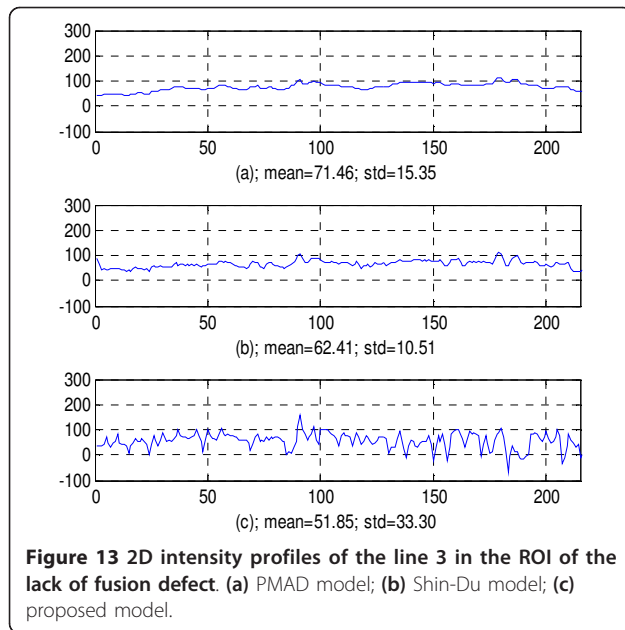 300
200
100
0
-100
0 50 100 150 200
(a); mean=71.46; std=15.35
300
200
100
0
-100
0 50 100 150 200
(b); mean=62.41; std=10.51
300
200
100
0
-100
0 50 100 150 200
(c); mean=51.85; std=33.30
Figure 13 2D intensity profiles of the line 3 in the ROI of the
lack of fusion defect. (a) PMAD model; (b) Shin-Du model; (c)
proposed model.